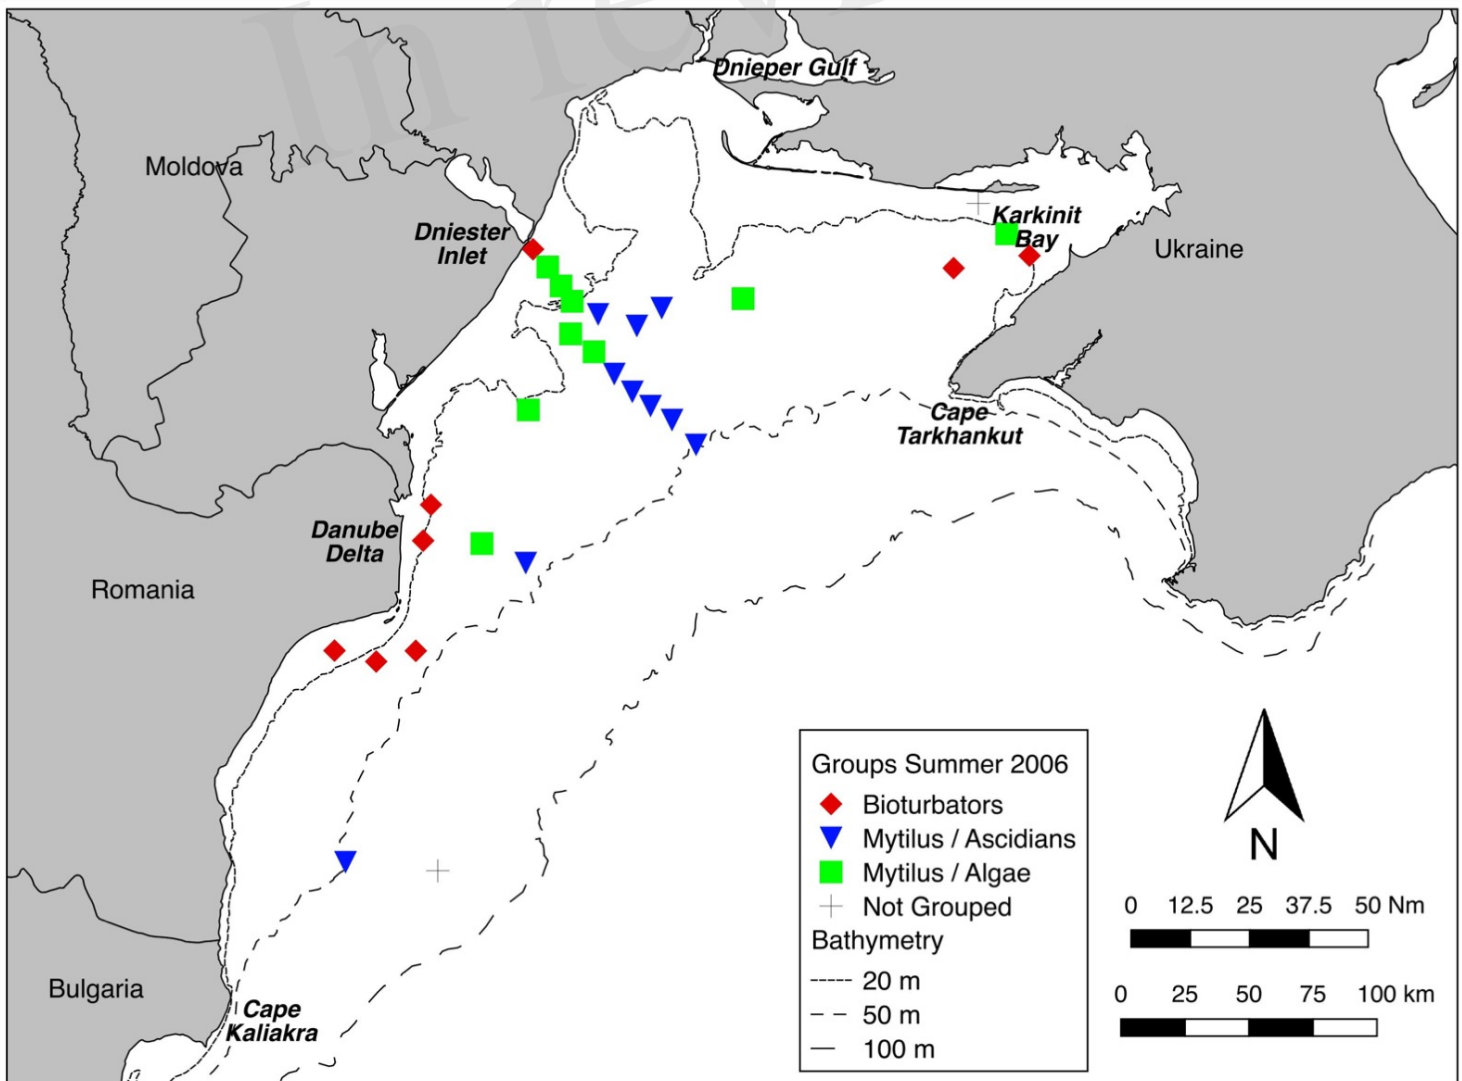 In rev
Dnieper Gulf
Moldova
Dniester
Inlet
Karkinit
Bay
Ukraine
Cape
Tarkhankut
Danube
Delta
Romania
Groups Summer 2006
Bioturbators
Mytilus / Ascidians
Mytilus / Algae
Not Grouped
Bathymetry
20 m
50 m
100 m
N
0 12.5 25 37.5 50 Nm
0 25 50 75 100 km
Bulgaria
Cape
Kaliakra